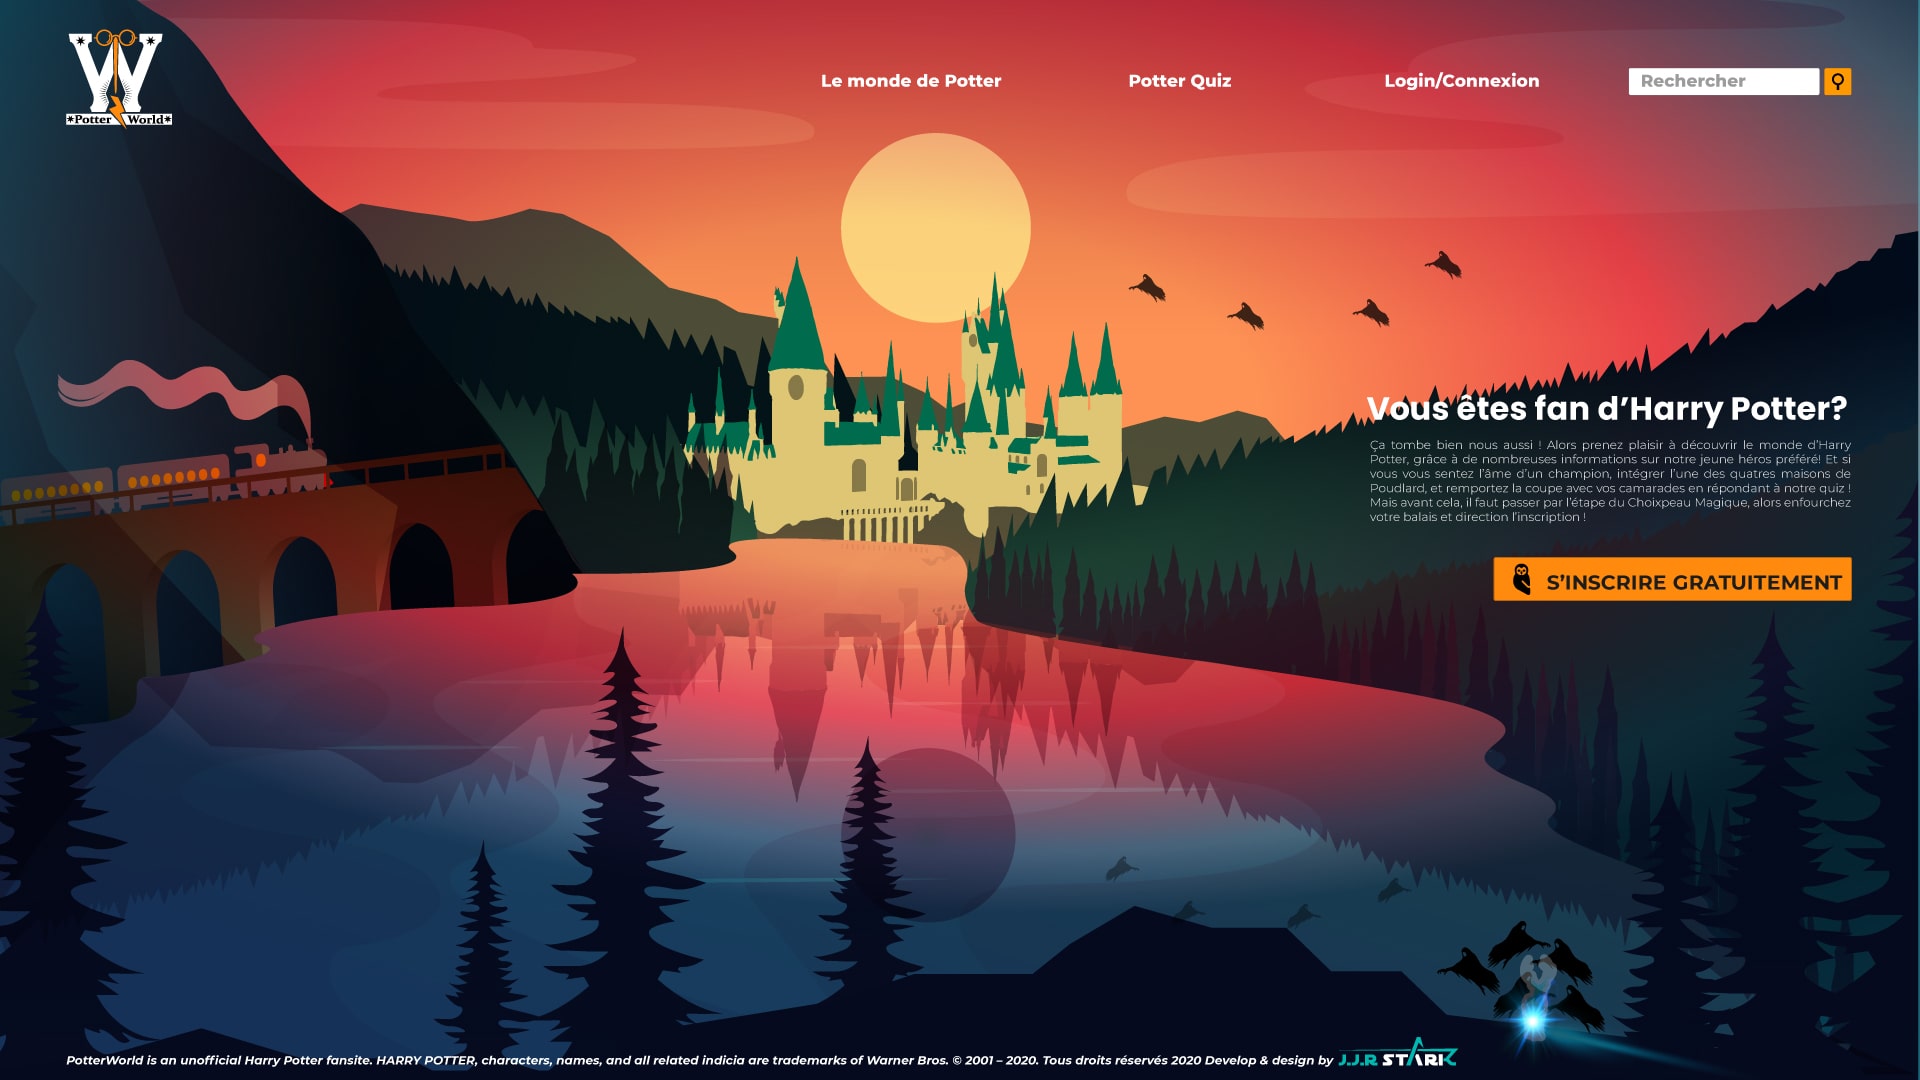 W
*Potter World*
Le monde de Potter
Potter Quiz
Login/Connexion
Rechercher
Vous êtes fan d'Harry Potter?
Ça tombe bien nous aussi ! Alors prenez plaisir à découvrir le monde d'Harry
Potter, grâce à de nombreuses informations sur notre jeune héros préféré! Et si
vous vous sentez l'âme d'un champion, intégrer l'une des quatres maisons de
Poudlard, et remportez la coupe avec vos camarades en répondant à notre quiz !
Mais avant cela, il faut passer par l'étape du Choixpeau Magique, alors enfourchez
votre balais et direction l'inscription !
S'INSCRIRE GRATUITEMENT
PotterWorld is an unofficial Harry Potter fansite. HARRY POTTER, characters, names, and all related indicia are trademarks of Warner Bros. © 2001 – 2020. Tous droits réservés 2020 Develop & design by J.J.R STARK